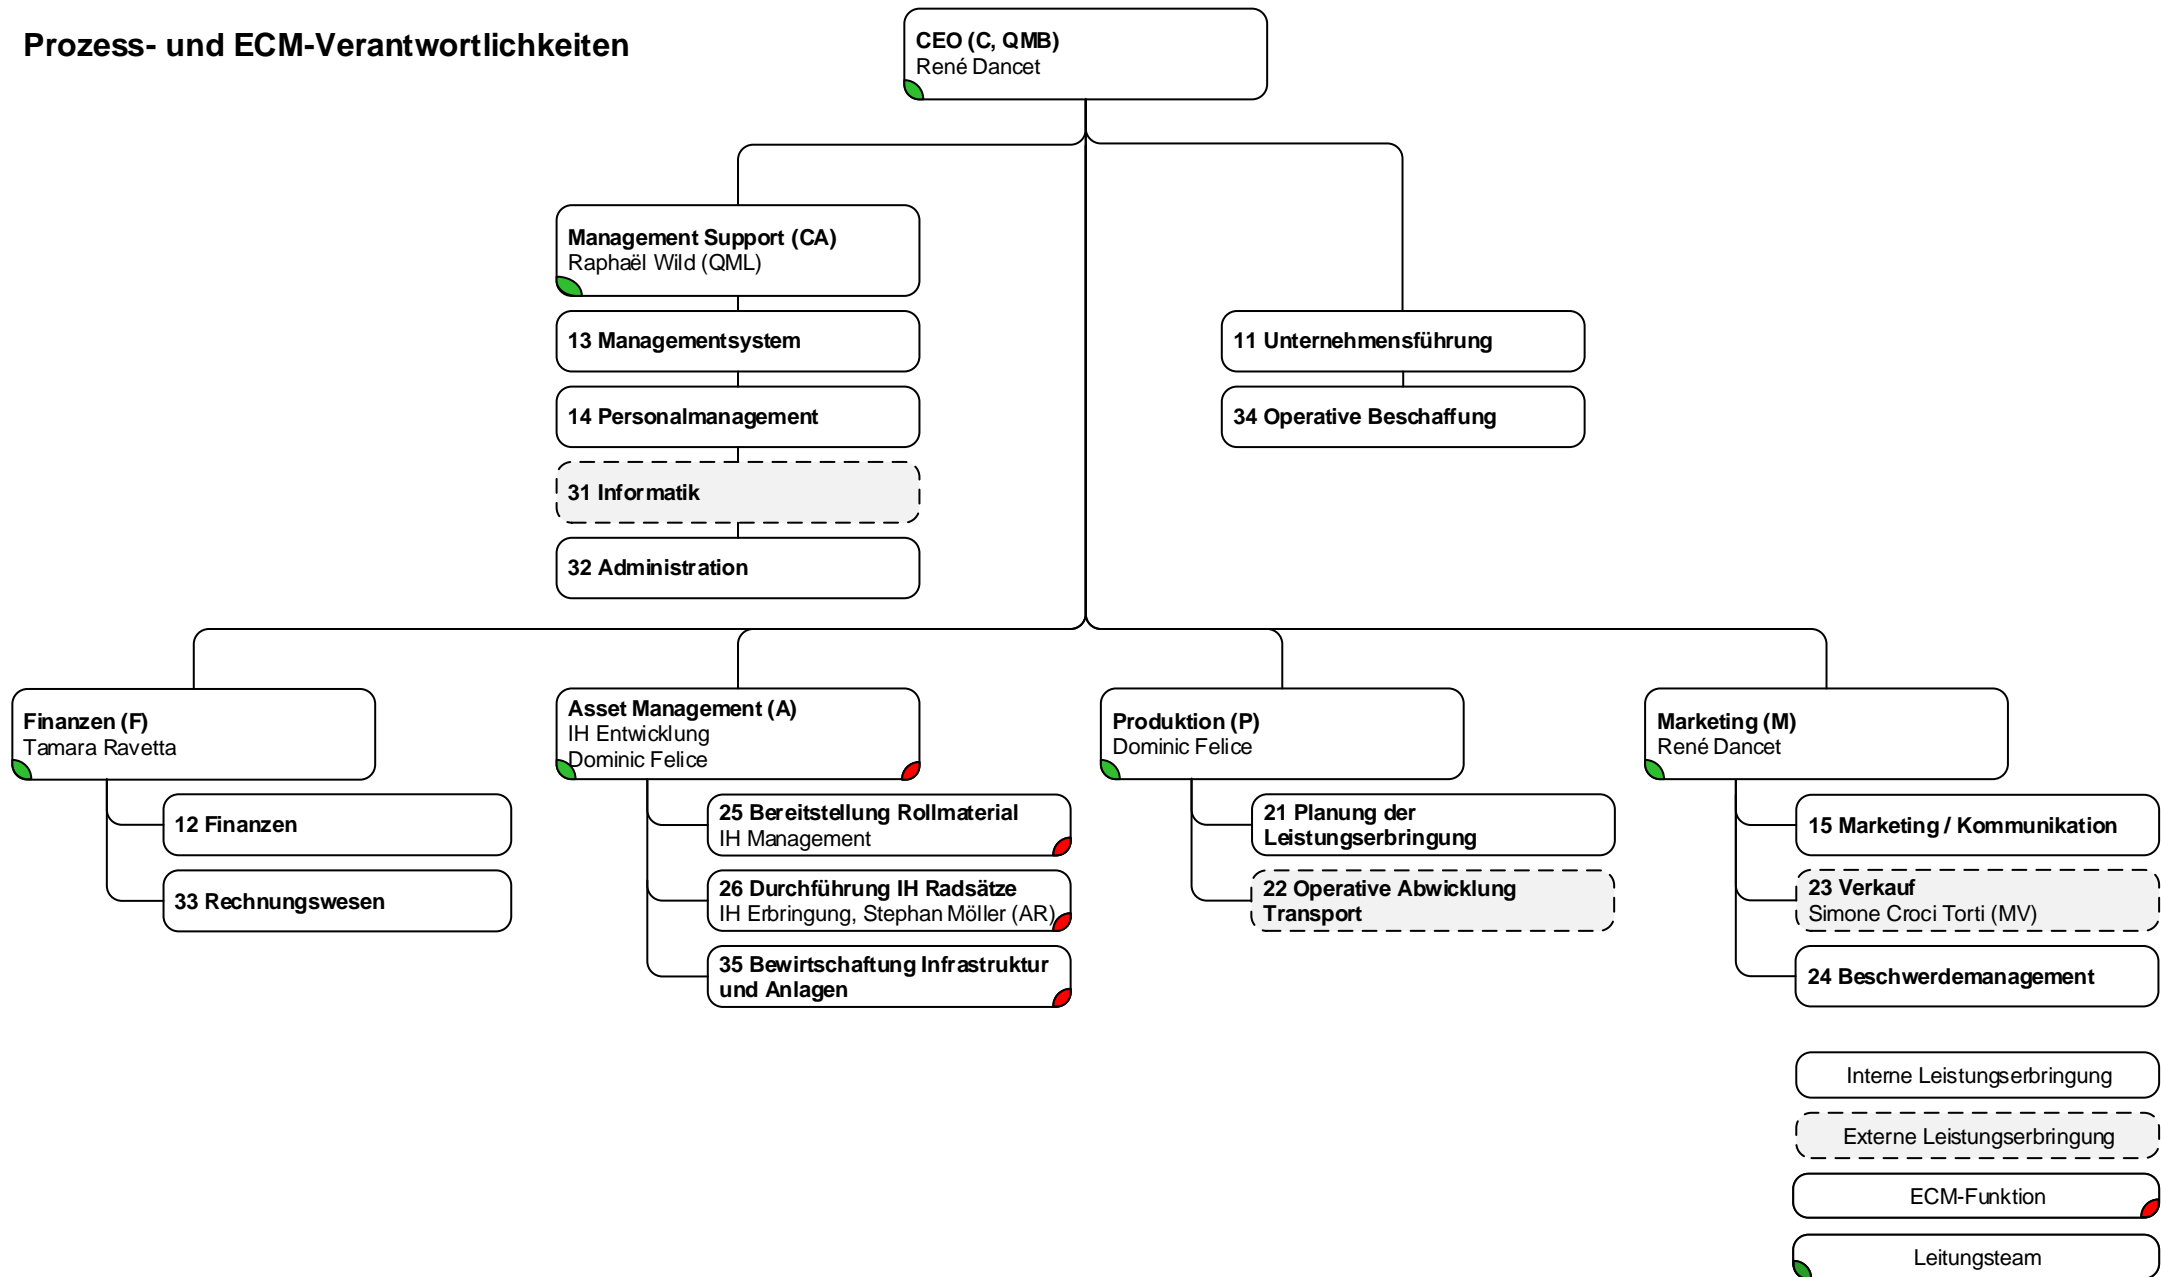 Prozess- und ECM-Verantwortlichkeiten
CEO (C, QMB)
René Dancet
Management Support (CA)
Raphaël Wild (QML)
13 Managementsystem
14 Personalmanagement
31 Informatik
32 Administration
11 Unternehmensführung
34 Operative Beschaffung
Finanzen (F)
Tamara Ravetta
12 Finanzen
33 Rechnungswesen
Asset Management (A)
IH Entwicklung
Dominic Felice
25 Bereitstellung Rollmaterial
IH Management
26 Durchführung IH Radsätze
IH Erbringung, Stephan Möller (AR)
35 Bewirtschaftung Infrastruktur
und Anlagen
Produktion (P)
Dominic Felice
21 Planung der
Leistungserbringung
22 Operative Abwicklung
Transport
Marketing (M)
René Dancet
15 Marketing / Kommunikation
23 Verkauf
Simone Croci Torti (MV)
24 Beschwerdemanagement
Interne Leistungserbringung
Externe Leistungserbringung
ECM-Funktion
Leitungsteam